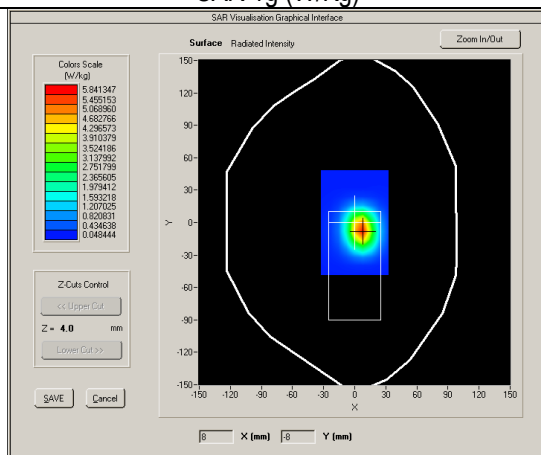 SAR Visualisation Graphical Interface
Surface Radiated Intensity
Zoom In/Out
Colors Scale
(W/kg)
5.841347
5.455153
5.068960
4.682766
4.296573
3.910379
3.524186
3.137992
2.751799
2.365605
1.979412
1.593218
1.207025
0.820831
0.434638
0.048444
Z-Cuts Control
<< Upper Cut
Z = 4.0 mm
Lower Cut >>
SAVE
Cancel
150
120
90
60
30
0
-30
-60
-90
-120
-150
Y
-150 -120 -90 -60 -30 0 30 60 90 120 150
X
8 X (mm) -8 Y (mm)